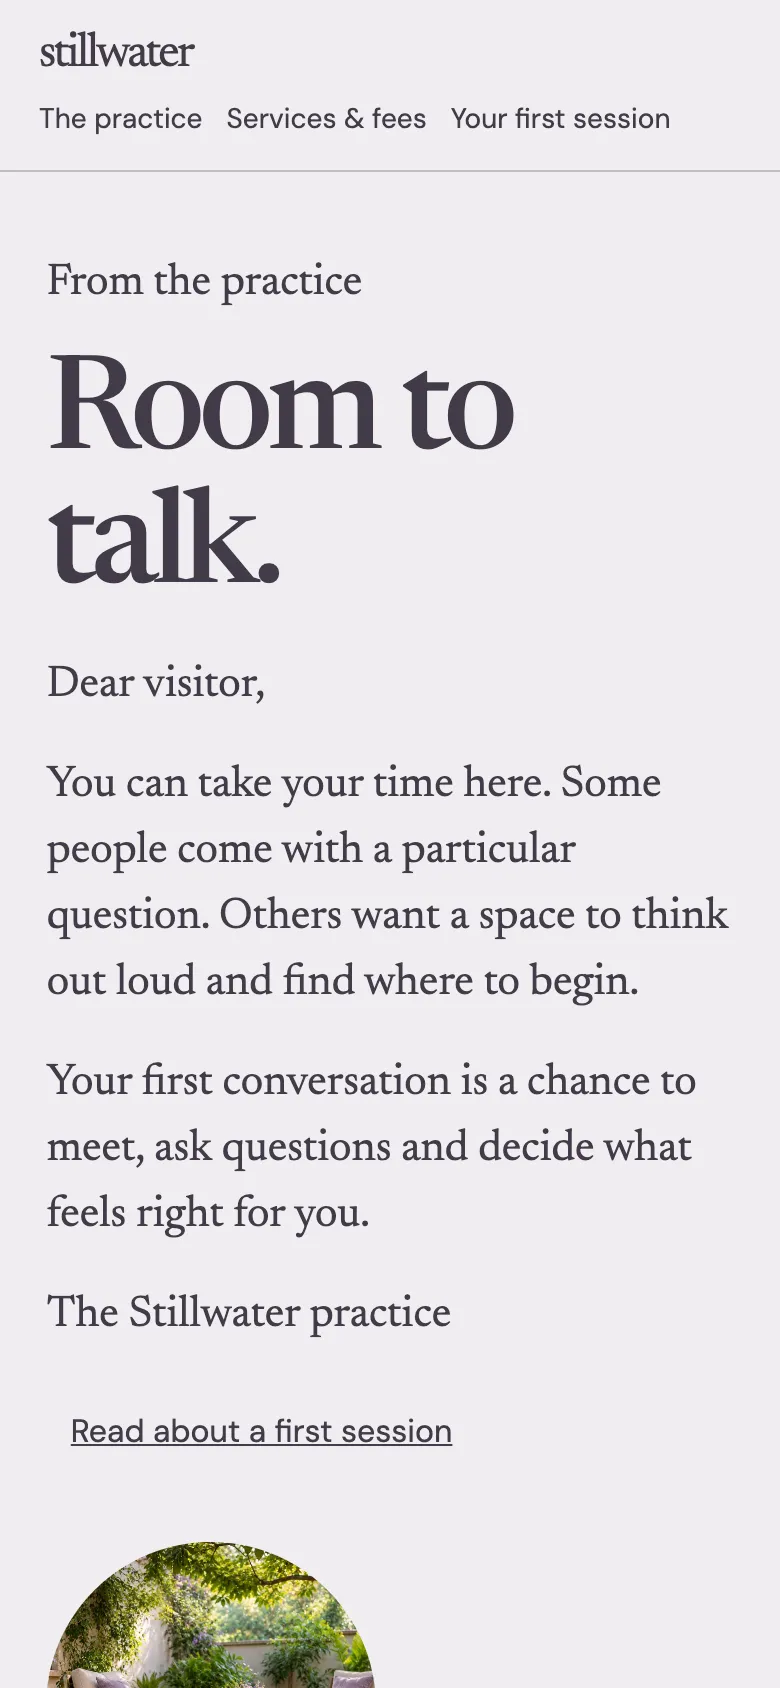 stillwater
The practice Services & fees Your first session
From the practice
Room to
talk.
Dear visitor,
You can take your time here. Some
people come with a particular
question. Others want a space to think
out loud and find where to begin.
Your first conversation is a chance to
meet, ask questions and decide what
feels right for you.
The Stillwater practice
Read about a first session